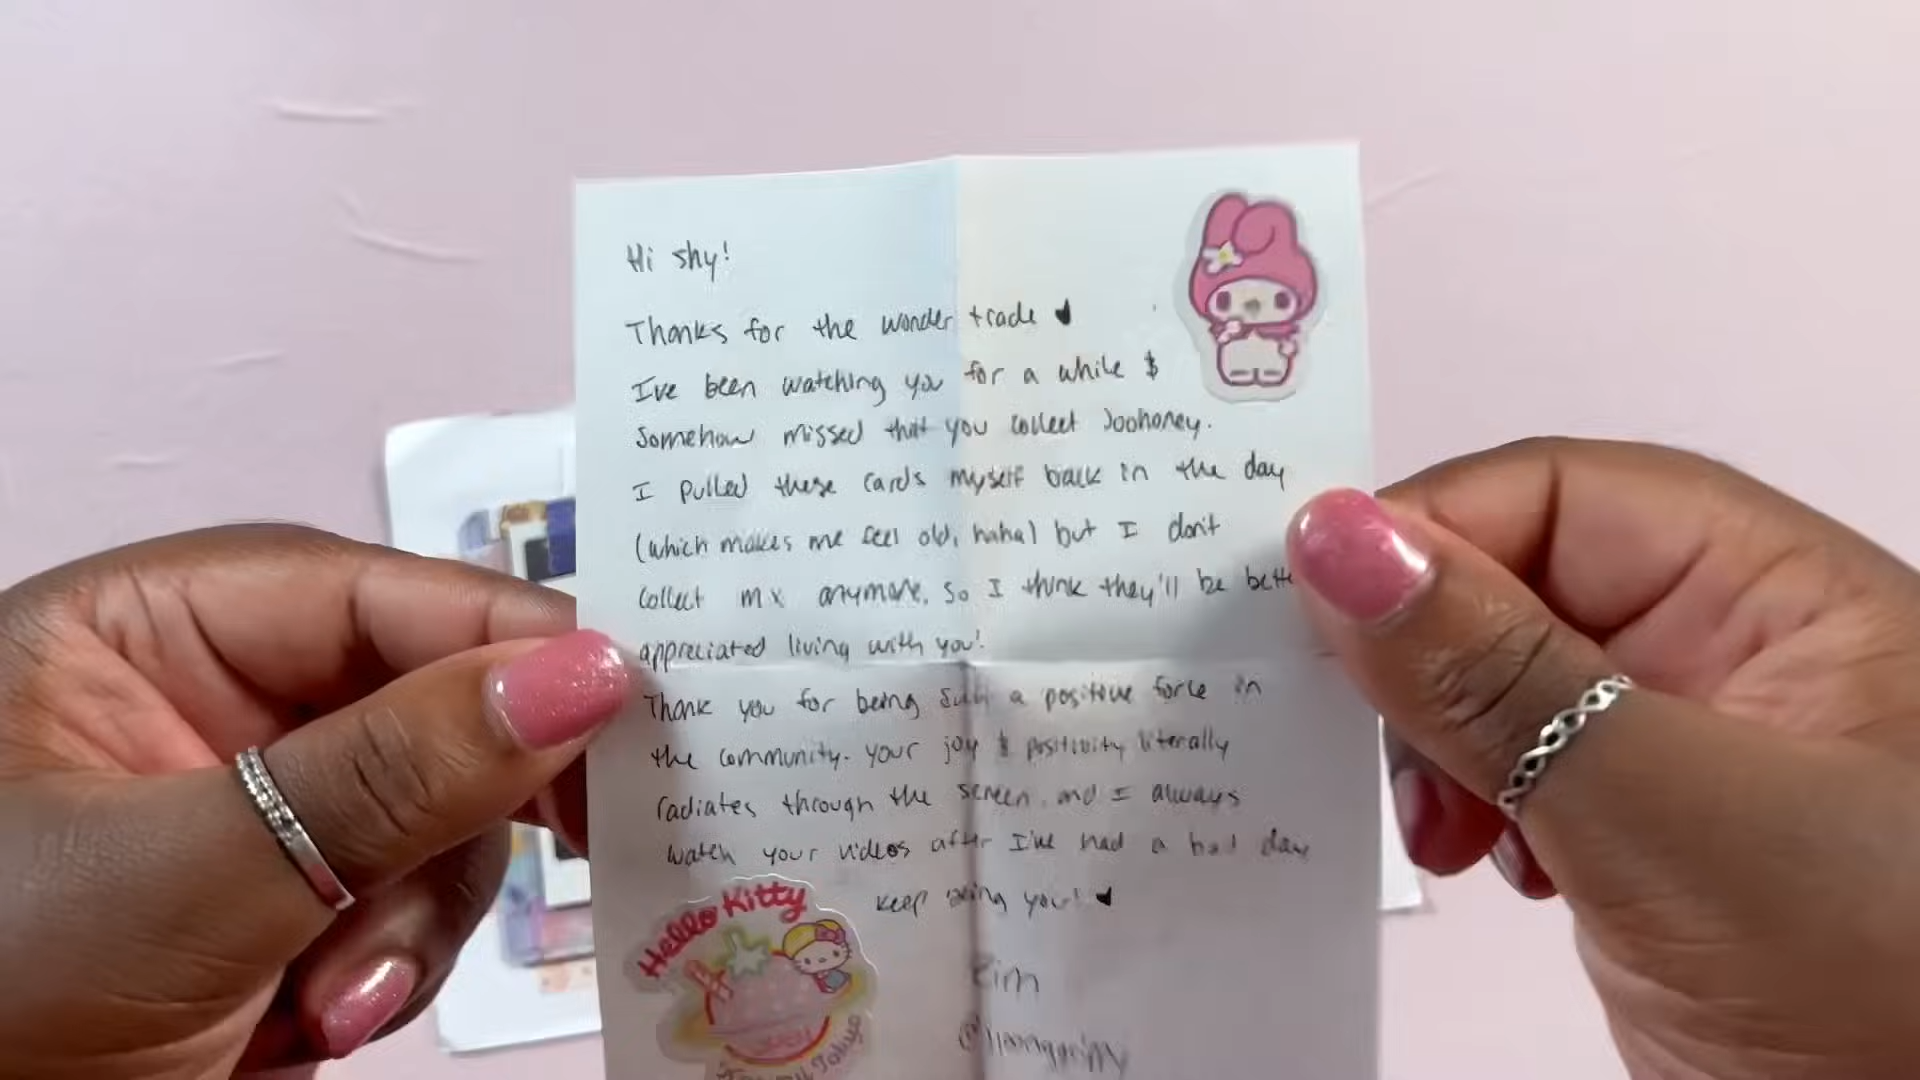 Hi shy!
Thanks for the wonder trade
I've been watching you for a while &
Somehow missed that you collect Joohoney.
I pulled these cards myself back in the day
(which makes me feel old, haha) but I don't
collect mx anymore, so I think they'll be
appreciated living with you!
Thank you for being such a positive force in
the community. your joy & positivity literally
radiates through the screen, and I always
watch your videos after I've had a bad day
keep being you!
Hello Kitty